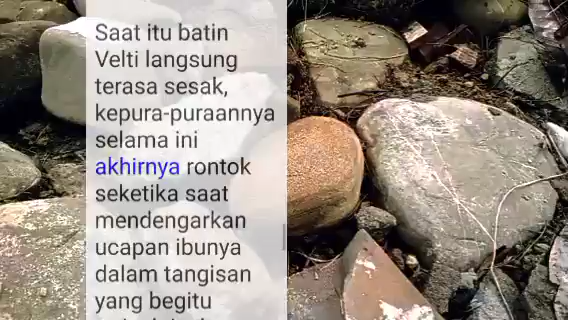 Saat itu batin
Velti langsung
terasa sesak,
kepura-puraannya
selama ini
akhirnya rontok
seketika saat
mendengarkan
ucapan ibunya
dalam tangisan
yang begitu